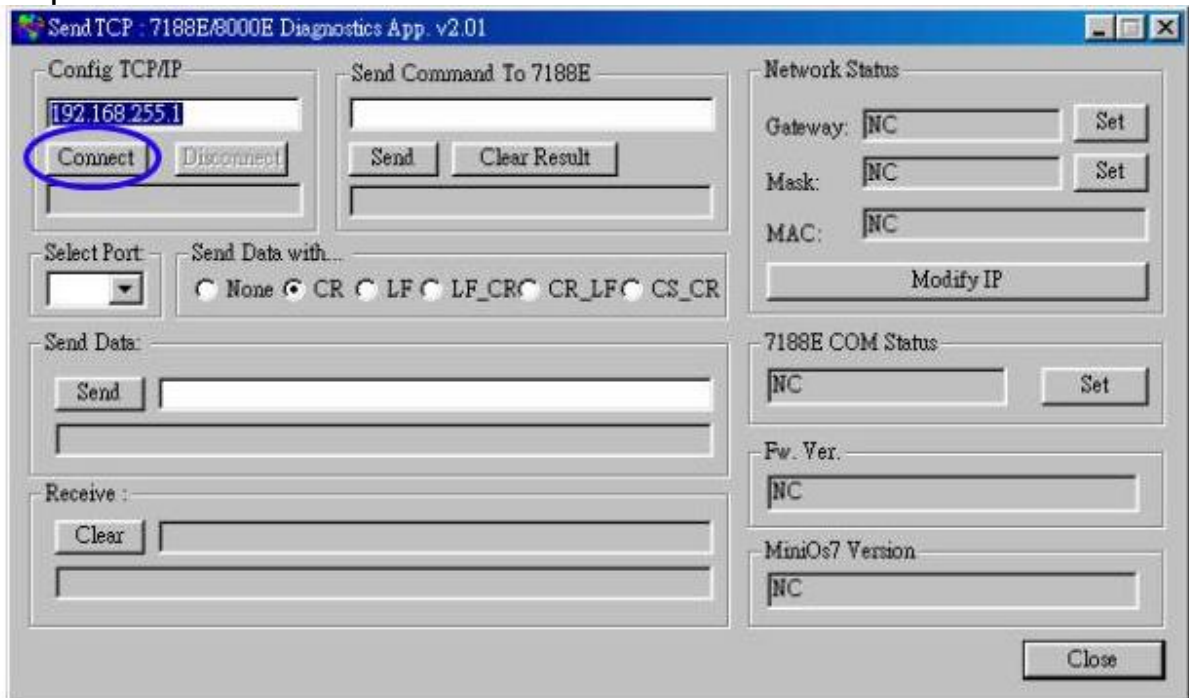 Send TCP : 7188E/8000E Diagnostics App. v2.01
Config TCP/IP
192.168.255.1
Connect Disconnect
Send Command To 7188E
Send Clear Result
Network Status
Gateway: NC Set
Mask: NC Set
MAC: NC
Modify IP
Select Port:
Send Data with...
None CR LF LF_CR CR_LF CS_CR
Send Data:
Send
7188E COM Status
NC Set
Fw. Ver.
NC
Receive :
Clear
MiniOs7 Version
NC
Close